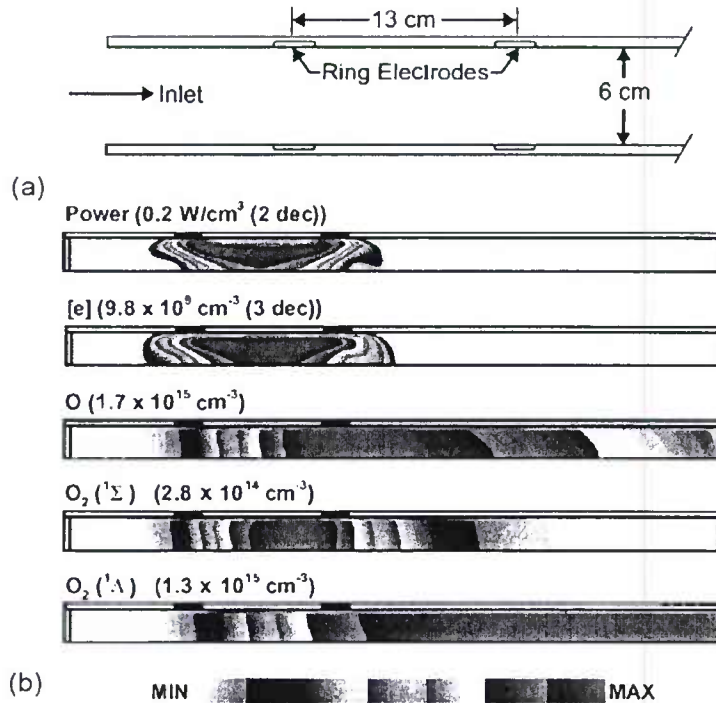 13 cm
Ring Electrodes
Inlet
6 cm
(a)
Power (0.2 W/cm³ (2 dec))
[e] (9.8 x 10⁹ cm⁻³ (3 dec))
O (1.7 x 10¹⁵ cm⁻³)
O₂ (¹Σ) (2.8 x 10¹⁴ cm⁻³)
O₂ (¹Δ) (1.3 x 10¹⁵ cm⁻³)
(b)
MIN MAX